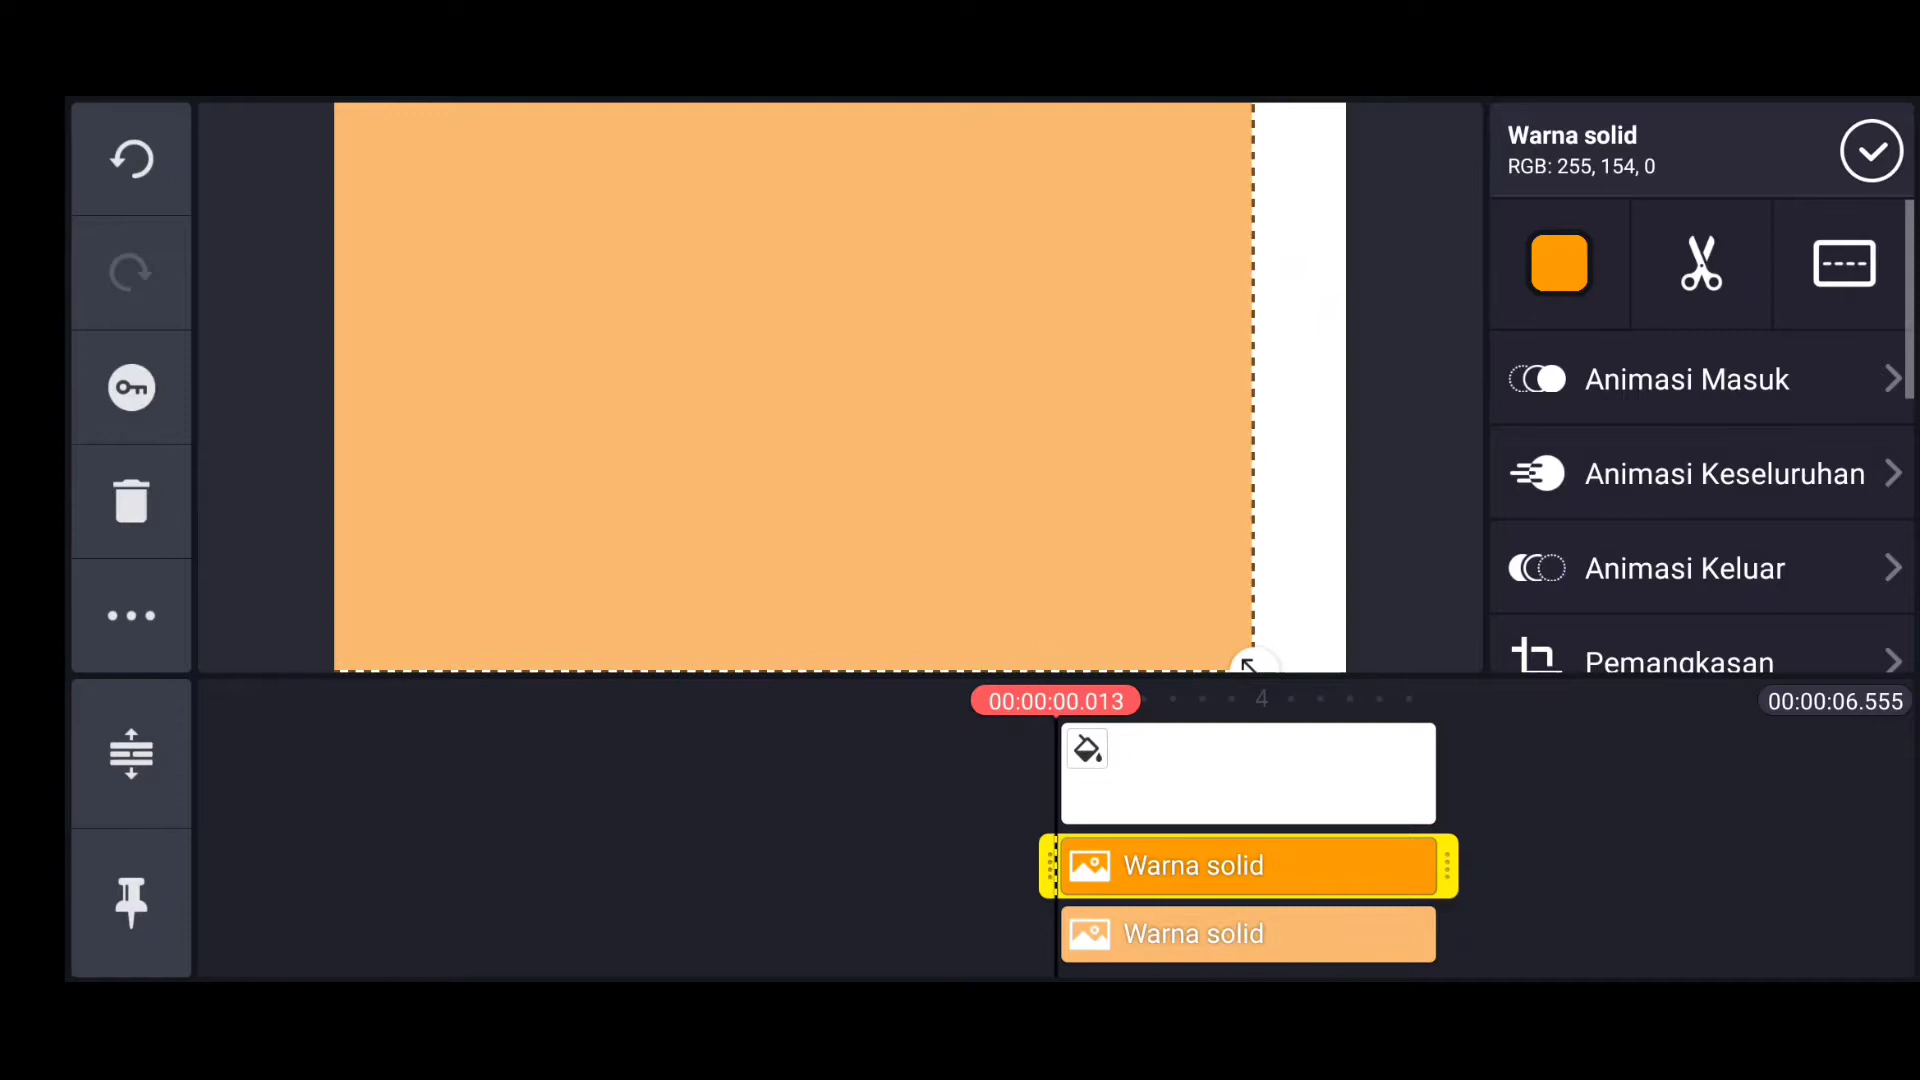 Warna solid
RGB: 255, 154, 0
Animasi Masuk
Animasi Keseluruhan
Animasi Keluar
Pemangkasan
00:00:00.013
4
00:00:06.555
Warna solid
Warna solid